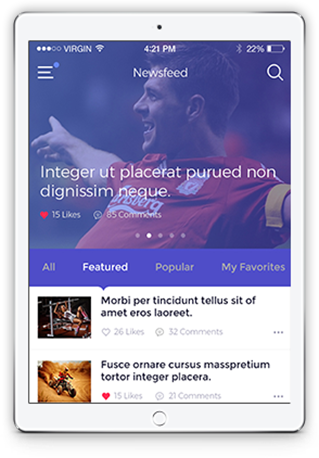 VIRGIN 4:21 PM 22%
Newsfeed
Integer ut placerat purued non
dignissim neque.
15 Likes 85 Comments
Carlsberg
All Featured Popular My Favorites
Morbi per tincidunt tellus sit of
amet eros laoreet.
26 Likes 32 Comments
Fusce ornare cursus masspretium
tortor integer placera.
15 Likes 21 Comments